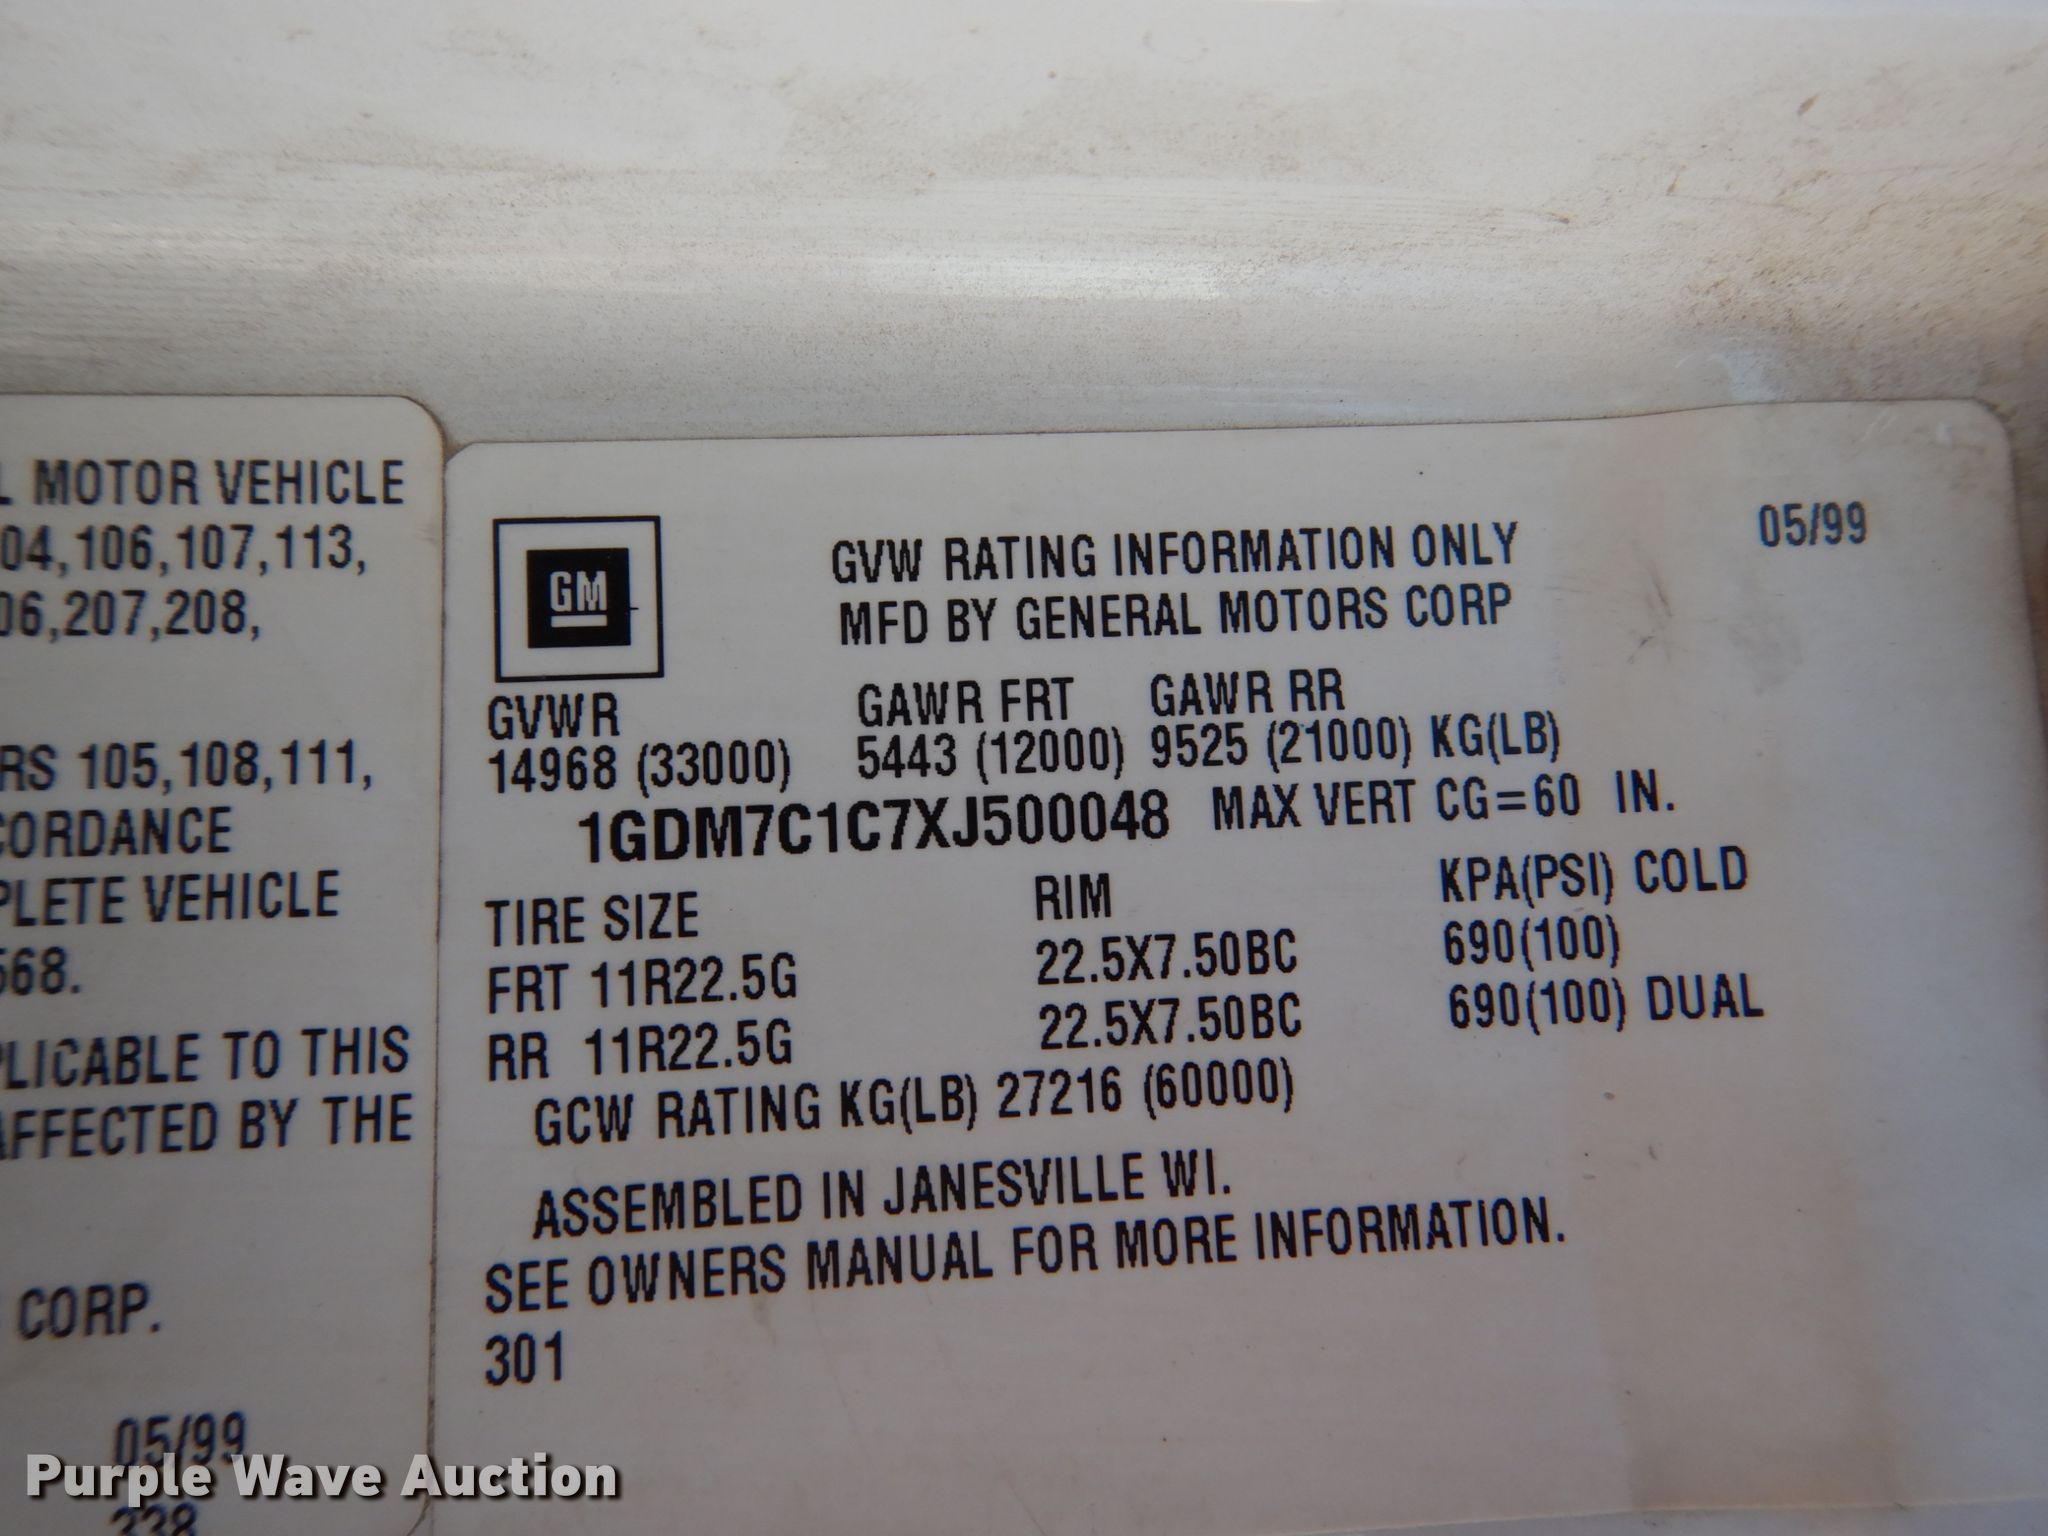 L MOTOR VEHICLE
04,106,107,113,
06,207,208,
RS 105,108,111,
CORDANCE
PLETE VEHICLE
568.
PLICABLE TO THIS
AFFECTED BY THE
CORP.
05/99
338
GM
GVW RATING INFORMATION ONLY
05/99
MFD BY GENERAL MOTORS CORP
GVWR GAWR FRT GAWR RR
14968 (33000) 5443 (12000) 9525 (21000) KG(LB)
1GDM7C1C7XJ500048 MAX VERT CG=60 IN.
TIRE SIZE RIM KPA(PSI) COLD
FRT 11R22.5G 22.5X7.50BC 690(100)
RR 11R22.5G 22.5X7.50BC 690(100) DUAL
GCW RATING KG(LB) 27216 (60000)
ASSEMBLED IN JANESVILLE WI.
SEE OWNERS MANUAL FOR MORE INFORMATION.
301
Purple Wave Auction